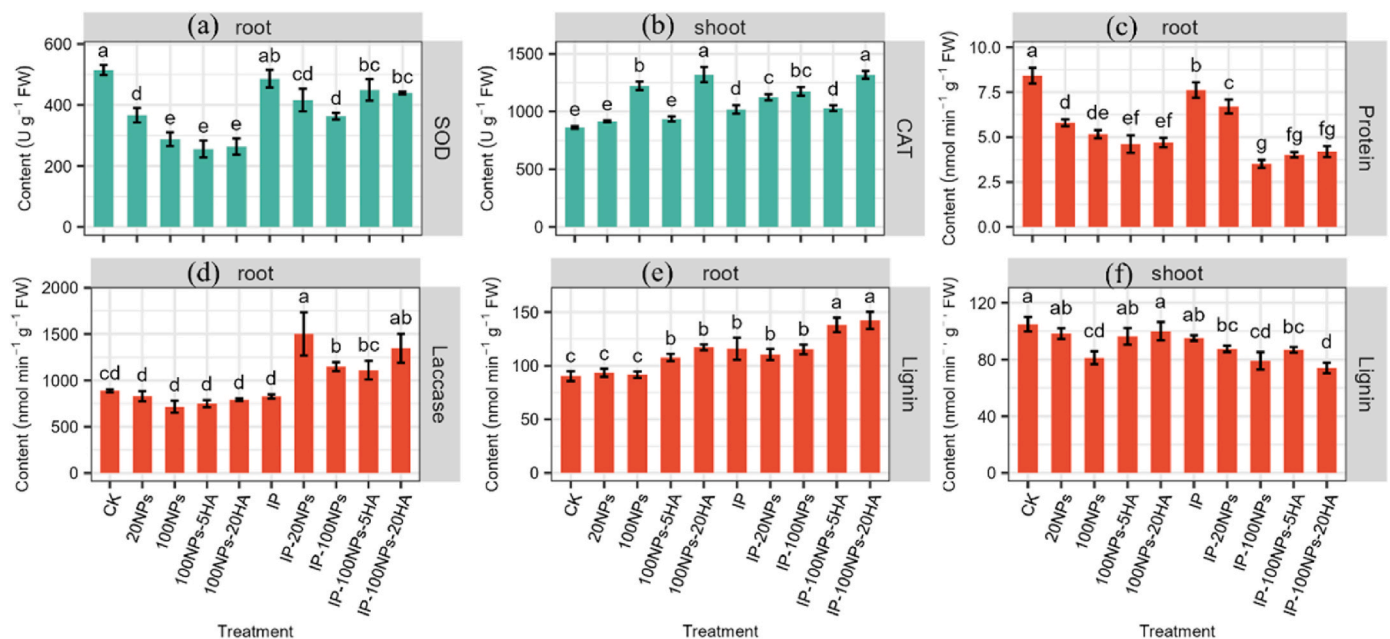 (a) root
600
400
200
0
Content (U g⁻¹ FW)
a
d
e
e
e
ab
cd
d
bc
bc
SOD
(b) shoot
1500
1000
500
0
Content (U g⁻¹ FW)
e
e
b
e
a
d
c
bc
d
a
CAT
(c) root
10.0
7.5
5.0
2.5
0.0
Content (nmol min⁻¹ g⁻¹ FW)
a
d
de
ef
ef
b
c
g
fg
fg
Protein
(d) root
2000
1500
1000
500
0
Content (nmol min⁻¹ g⁻¹ FW)
cd
d
d
d
d
d
a
b
bc
ab
Laccase
CK
20NPs
100NPs
100NPs-5HA
100NPs-20HA
IP
IP-20NPs
IP-100NPs
IP-100NPs-5HA
IP-100NPs-20HA
Treatment
(e) root
150
100
50
0
Content (nmol min⁻¹ g⁻¹ FW)
c
c
c
b
b
b
b
b
a
a
Lignin
CK
20NPs
100NPs
100NPs-5HA
100NPs-20HA
IP
IP-20NPs
IP-100NPs
IP-100NPs-5HA
IP-100NPs-20HA
Treatment
(f) shoot
120
80
40
0
Content (nmol min⁻¹ g⁻¹ FW)
a
ab
cd
ab
a
ab
bc
cd
bc
d
Lignin
CK
20NPs
100NPs
100NPs-5HA
100NPs-20HA
IP
IP-20NPs
IP-100NPs
IP-100NPs-5HA
IP-100NPs-20HA
Treatment